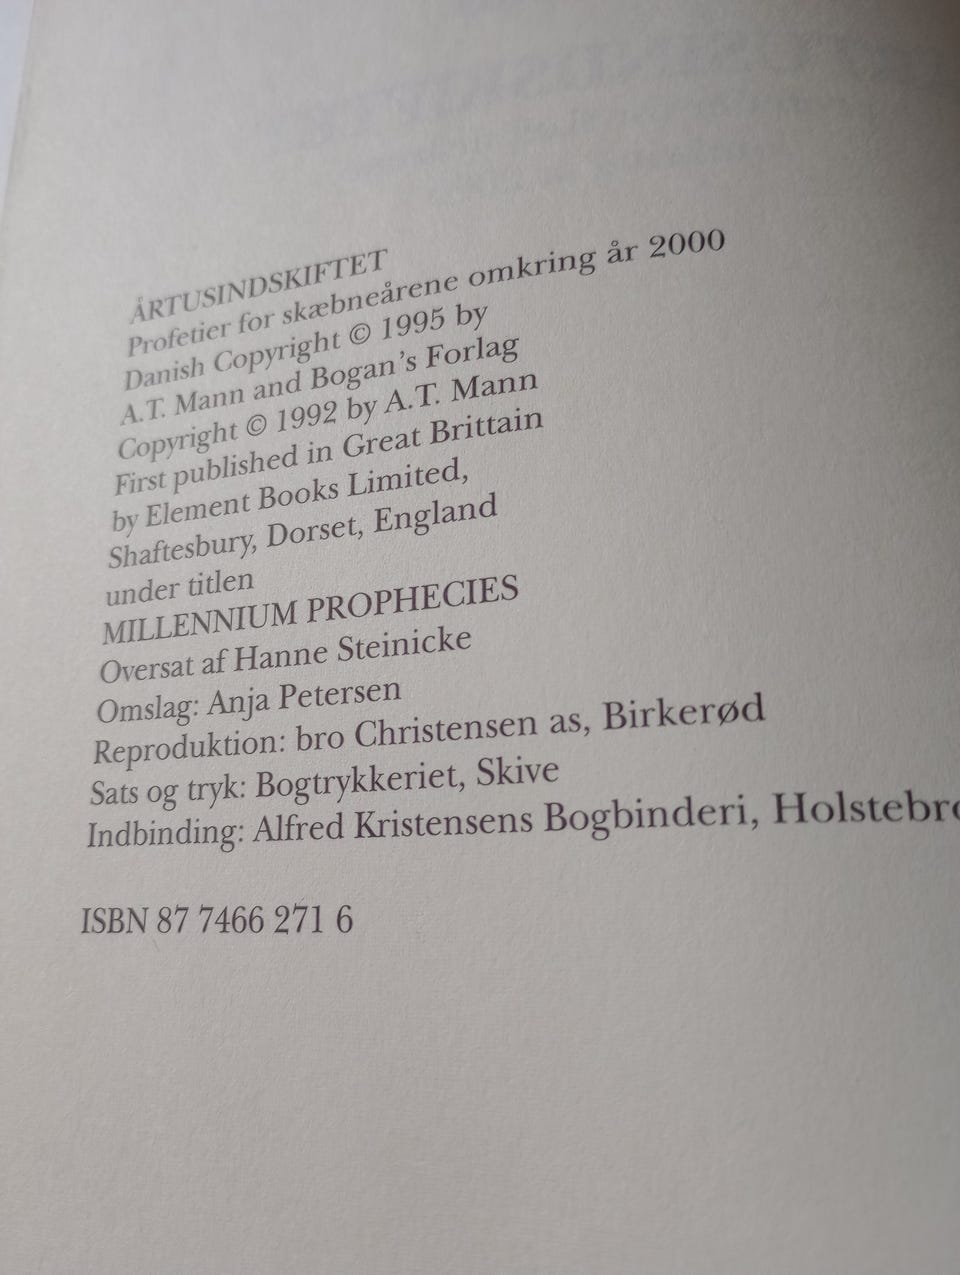 ÅRTUSINDSKIFTET
Profetier for skæbneårene omkring år 2000
Danish Copyright © 1995 by
A.T. Mann and Bogan's Forlag
Copyright © 1992 by A.T. Mann
First published in Great Brittain
by Element Books Limited,
Shaftesbury, Dorset, England
under titlen
MILLENNIUM PROPHECIES
Oversat af Hanne Steinicke
Omslag: Anja Petersen
Reproduktion: bro Christensen as, Birkerød
Sats og tryk: Bogtrykkeriet, Skive
Indbinding: Alfred Kristensens Bogbinderi, Holstebro
ISBN 87 7466 271 6